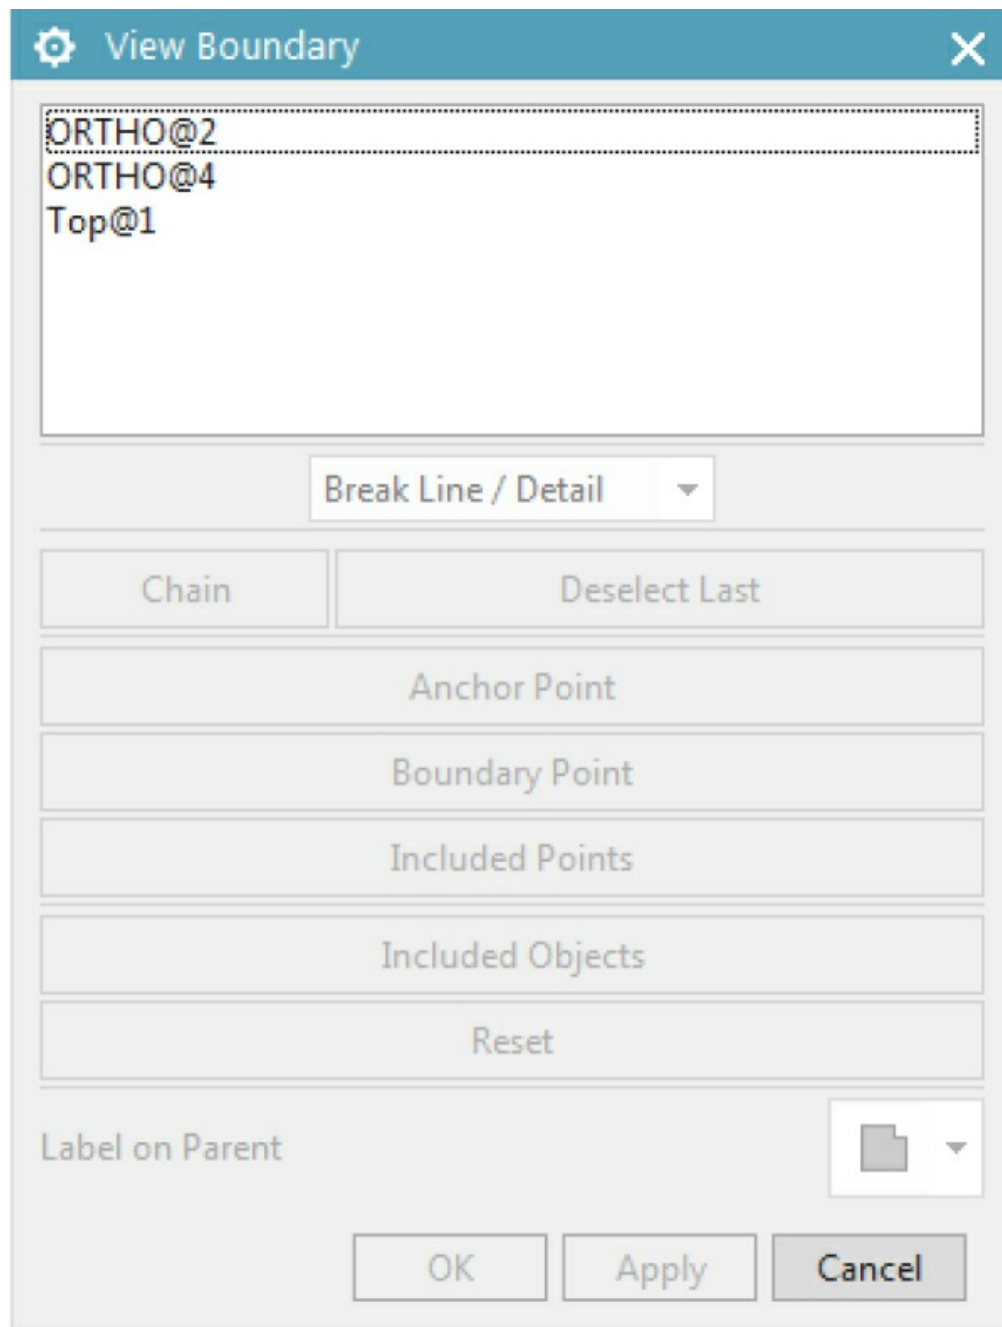 View Boundary
ORTHO@2
ORTHO@4
Top@1
Break Line / Detail
Chain Deselect Last
Anchor Point
Boundary Point
Included Points
Included Objects
Reset
Label on Parent
OK Apply Cancel